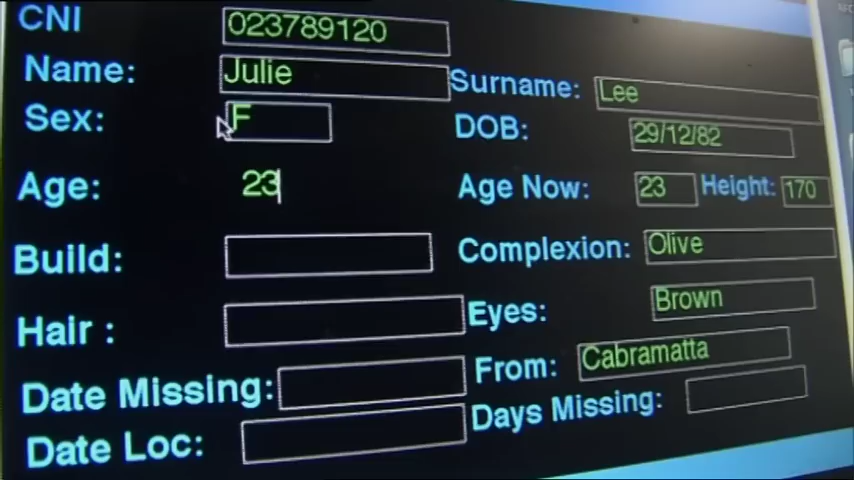 CNI 023789120
Name: Julie Surname: Lee
Sex: F DOB: 29/12/82
Age: 23 Age Now: 23 Height: 170
Build: Complexion: Olive
Hair : Eyes: Brown
Date Missing: From: Cabramatta
Date Loc: Days Missing: